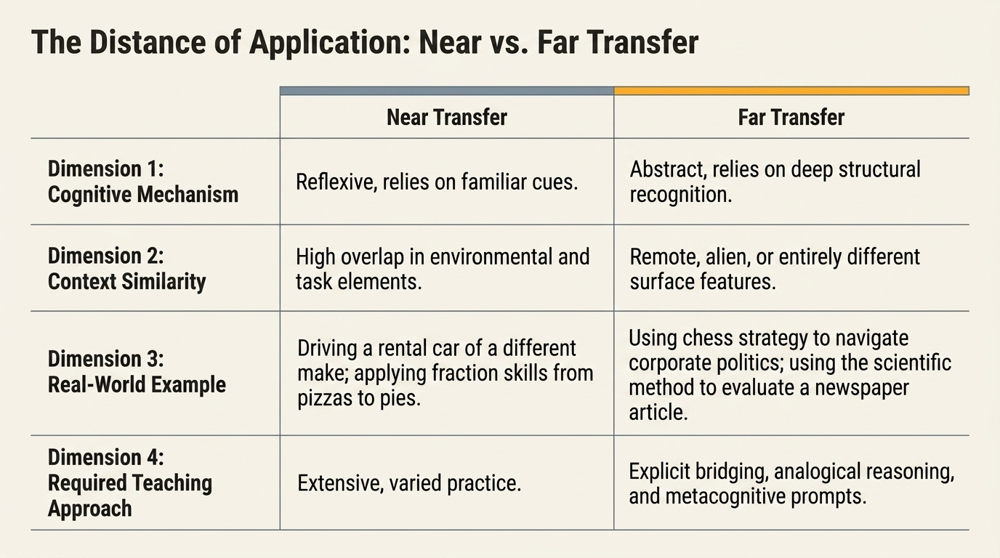 The Distance of Application: Near vs. Far Transfer
Near Transfer
Far Transfer
Dimension 1:
Cognitive Mechanism
Reflexive, relies on familiar cues.
Abstract, relies on deep structural
recognition.
Dimension 2:
Context Similarity
High overlap in environmental and
task elements.
Remote, alien, or entirely different
surface features.
Dimension 3:
Real-World Example
Driving a rental car of a different
make; applying fraction skills from
pizzas to pies.
Using chess strategy to navigate
corporate politics; using the scientific
method to evaluate a newspaper
article.
Dimension 4:
Required Teaching
Approach
Extensive, varied practice.
Explicit bridging, analogical reasoning,
and metacognitive prompts.